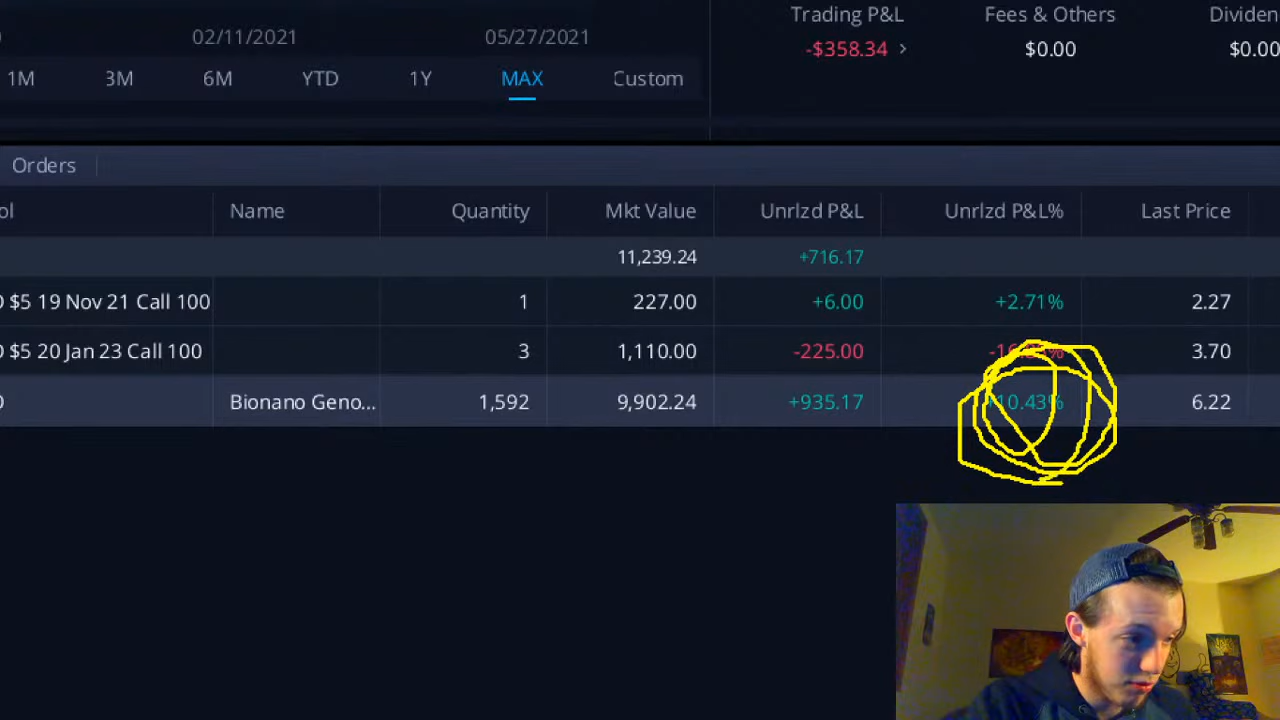 Trading P&L Fees & Others
02/11/2021 05/27/2021 -$358.34 > $0.00 $0.00
1M 3M 6M YTD 1Y MAX Custom
Orders
Name Quantity Mkt Value Unrlzd P&L Unrlzd P&L% Last Price
11,239.24 +716.17
$5 19 Nov 21 Call 100 1 227.00 +6.00 +2.71% 2.27
$5 20 Jan 23 Call 100 3 1,110.00 -225.00 3.70
Bionano Geno... 1,592 9,902.24 +935.17 10.43% 6.22